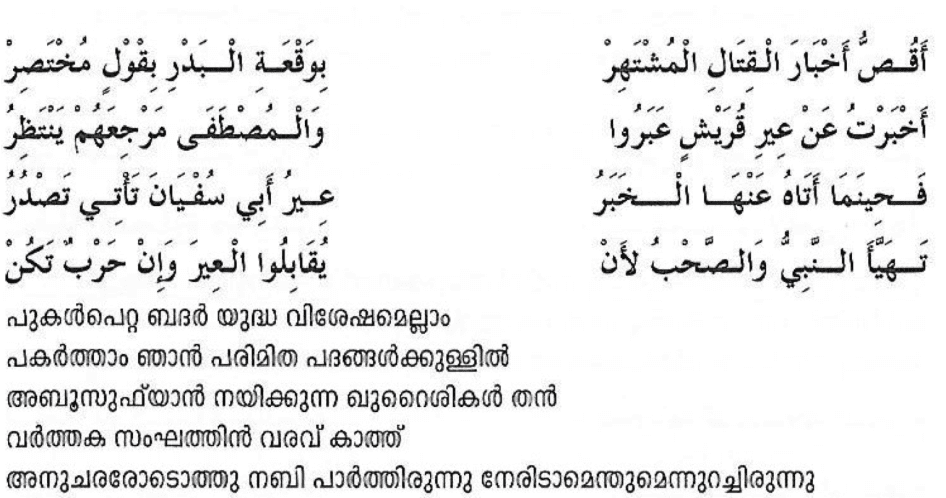 أَقُصُّ أَخْبَارَ الْقِتَالِ الْمُشْتَهِرْ بِوَقْعَةِ الْبَدْرِ بِقَوْلٍ مُخْتَصِرْ
أَخْبَرْتُ عَنْ عِيرِ قُرَيْشٍ عَبَرُوا وَالْمُصْطَفَى مَرْجِعَهُمْ يَنْتَظِرُ
فَحِينَمَا أَتَاهُ عَنْهَا الْخَبَرُ عِيرُ أَبِي سُفْيَانَ تَأْتِي تَصْدُرُ
تَهَيَّأَ النَّبِيُّ وَالصَّحْبُ لأَنْ يُقَابِلُوا الْعِيرَ وَإِنْ حَرْبٌ تَكُنْ
പുകൾപെറ്റ ബദർ യുദ്ധ വിശേഷമെല്ലാം
പകർത്താം ഞാൻ പരിമിത പദങ്ങൾക്കുള്ളിൽ
അബൂസുഫ്‌യാൻ നയിക്കുന്ന ഖുറൈശികൾ തൻ
വർത്തക സംഘത്തിൻ വരവ് കാത്ത്
അനുചരരോടൊത്തു നബി പാർത്തിരുന്നു നേരിടാമെന്തുമെന്നുറച്ചിരുന്നു